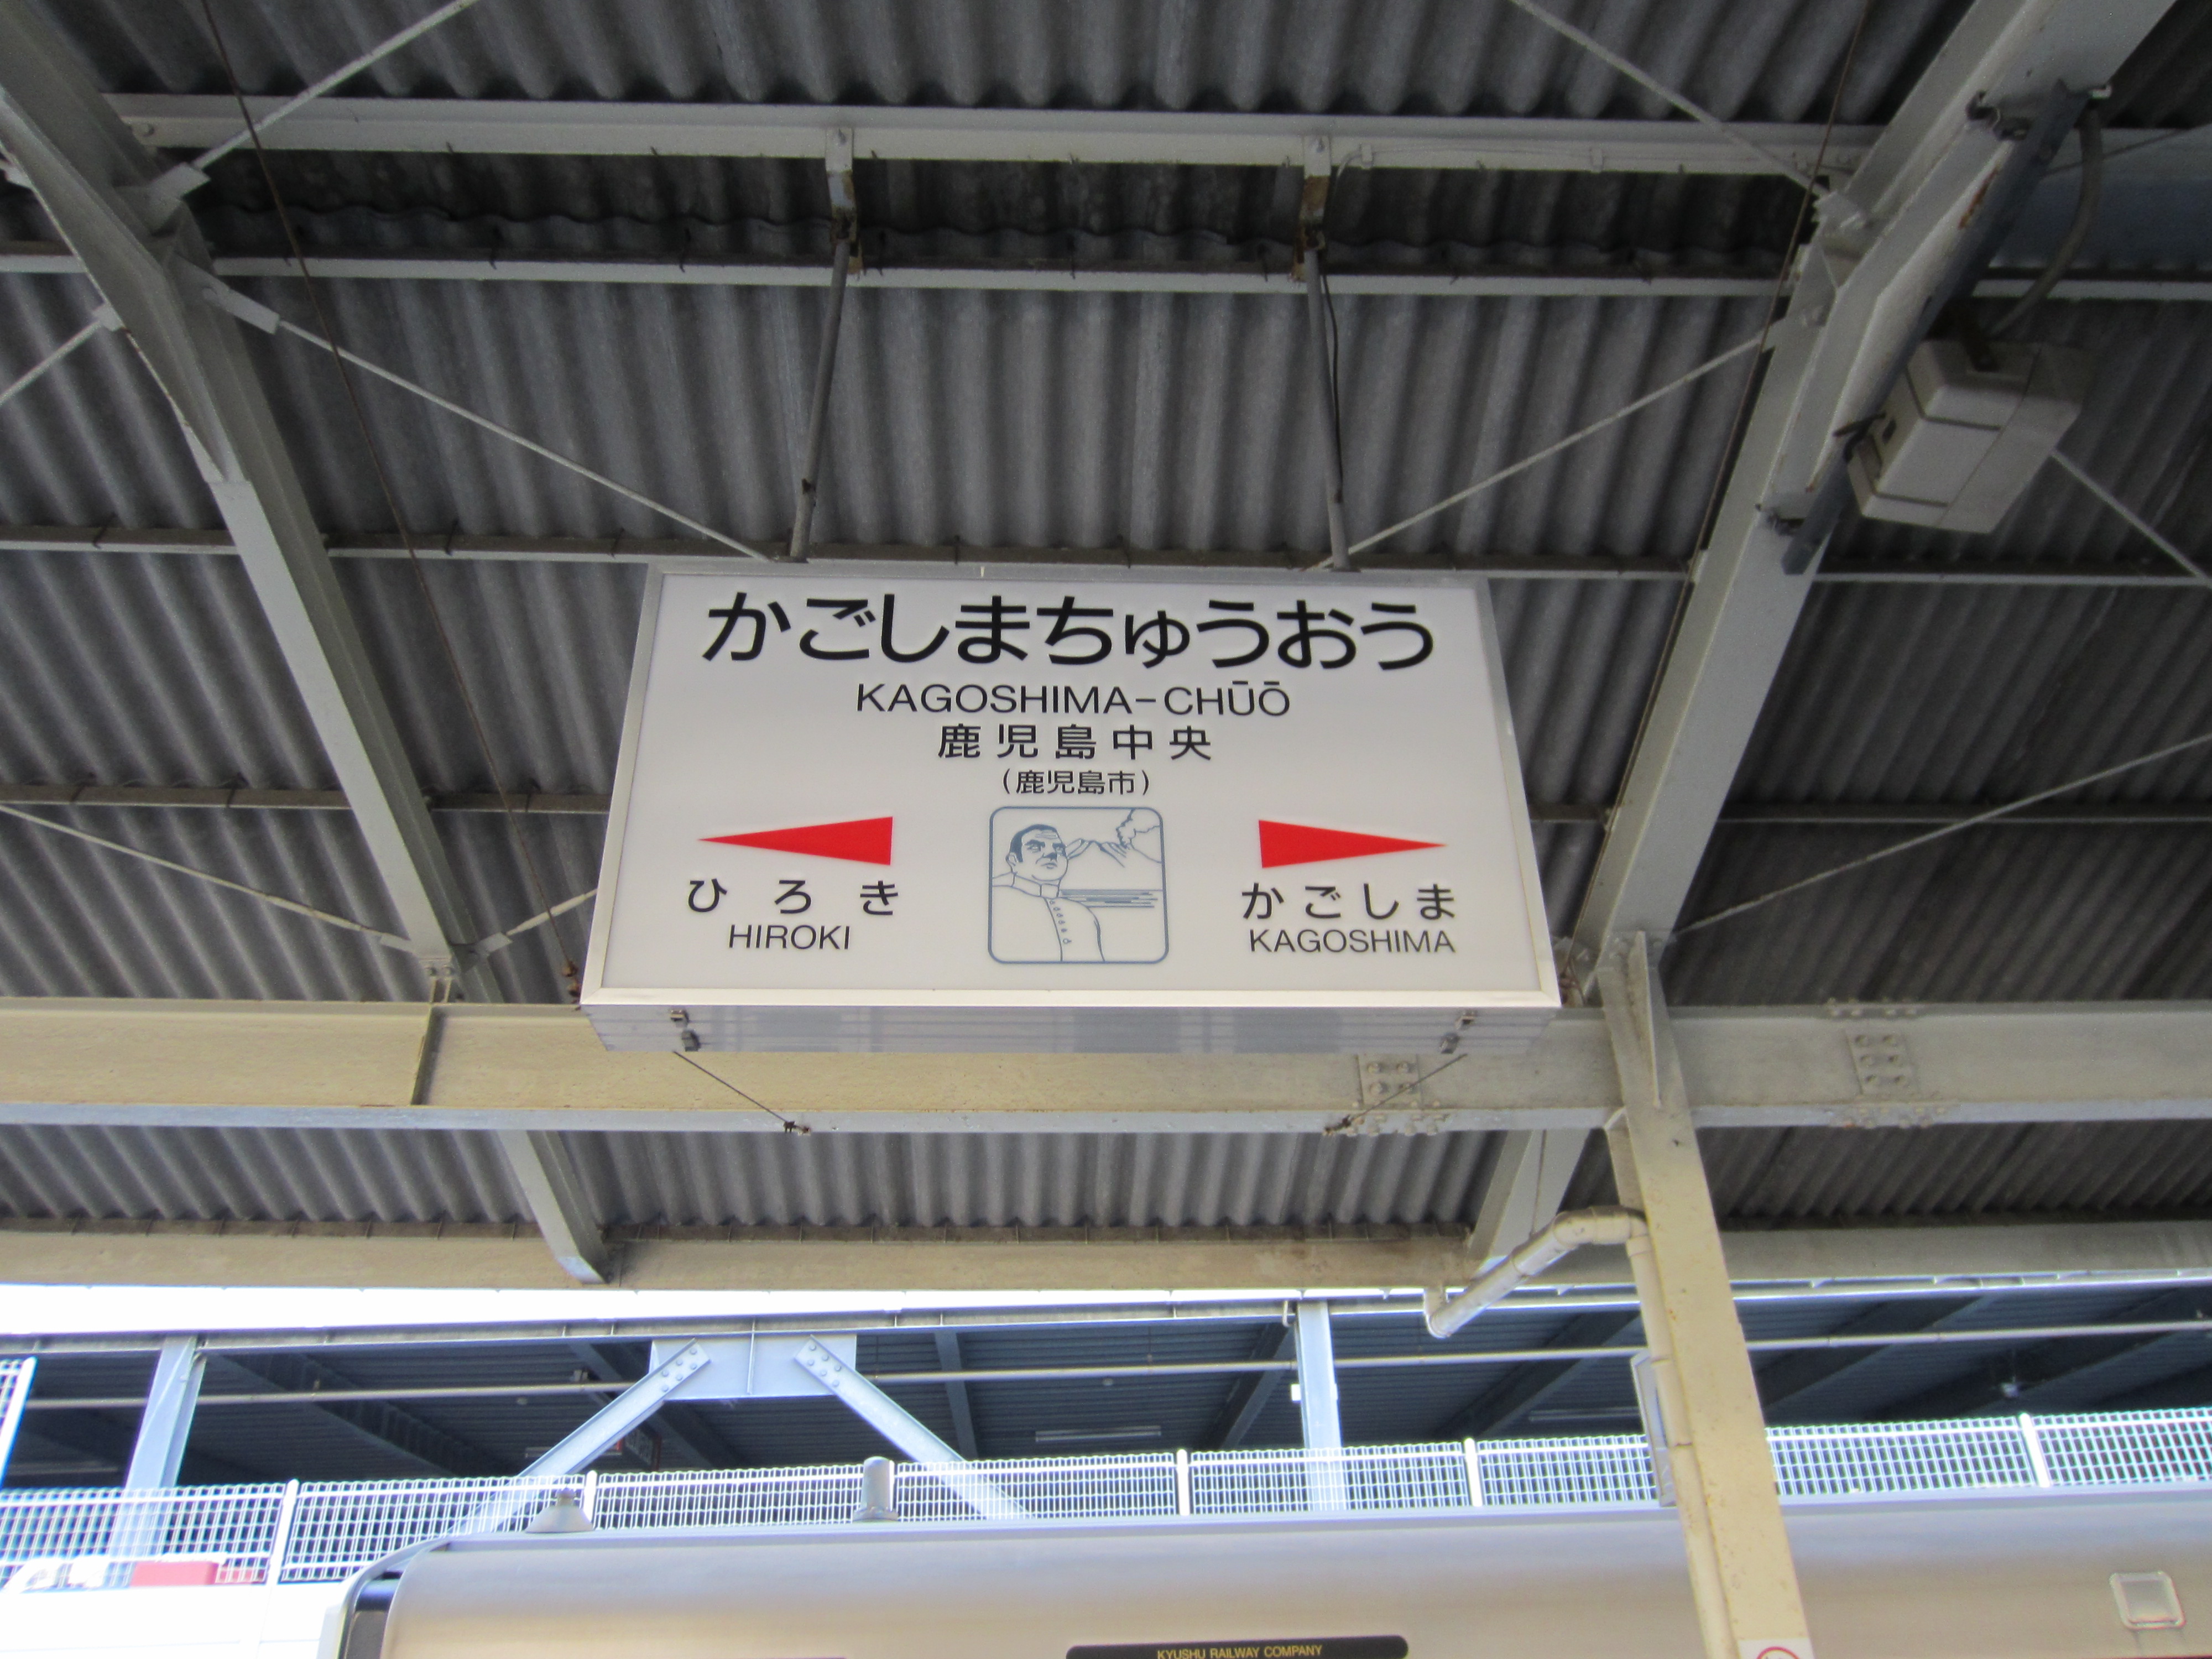 かごしまちゅうおう
KAGOSHIMA-CHŪŌ
鹿児島中央
(鹿児島市)
ひろき
HIROKI
かごしま
KAGOSHIMA
KYUSHU RAILWAY COMPANY